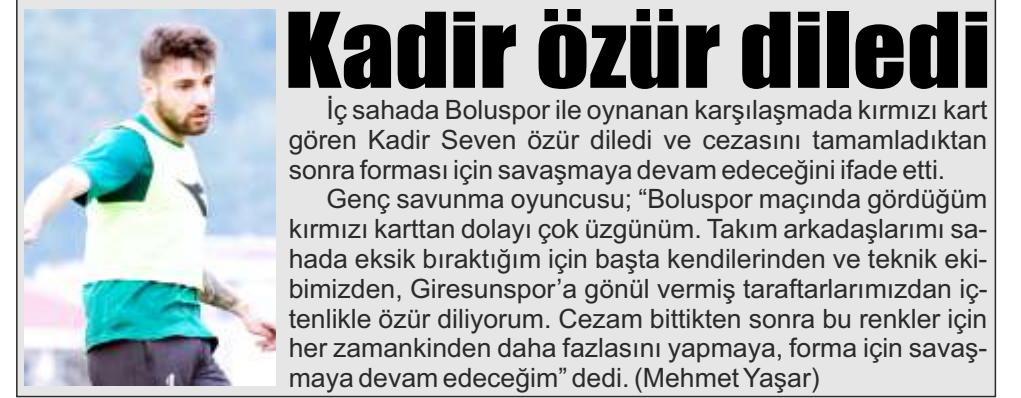 Kadir özür diledi
İç sahada Boluspor ile oynanan karşılaşmada kırmızı kart
gören Kadir Seven özür diledi ve cezasını tamamladıktan
sonra forması için savaşmaya devam edeceğini ifade etti.
Genç savunma oyuncusu; “Boluspor maçında gördüğüm
kırmızı karttan dolayı çok üzgünüm. Takım arkadaşlarımı sa-
hada eksik bıraktığım için başta kendilerinden ve teknik eki-
bimizden, Giresunspor’a gönül vermiş taraftarlarımızdan iç-
tenlikle özür diliyorum. Cezam bittikten sonra bu renkler için
her zamankinden daha fazlasını yapmaya, forma için savaş-
maya devam edeceğim” dedi. (Mehmet Yaşar)